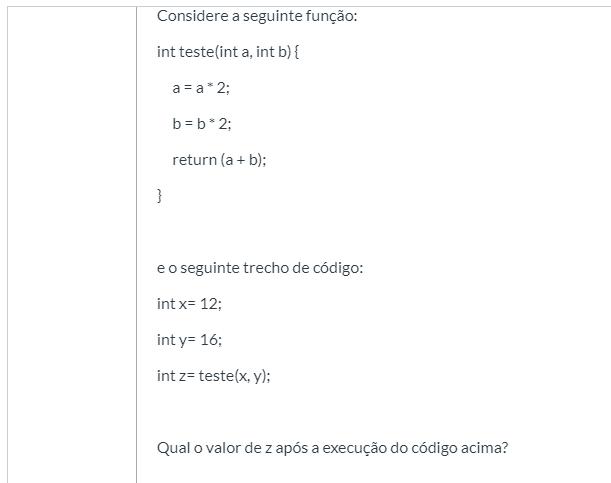 Considere a seguinte função:
int teste(int a, int b) {
a = a * 2;
b = b * 2;
return (a + b);
}
e o seguinte trecho de código:
int x= 12;
int y= 16;
int z= teste(x, y);
Qual o valor de z após a execução do código acima?